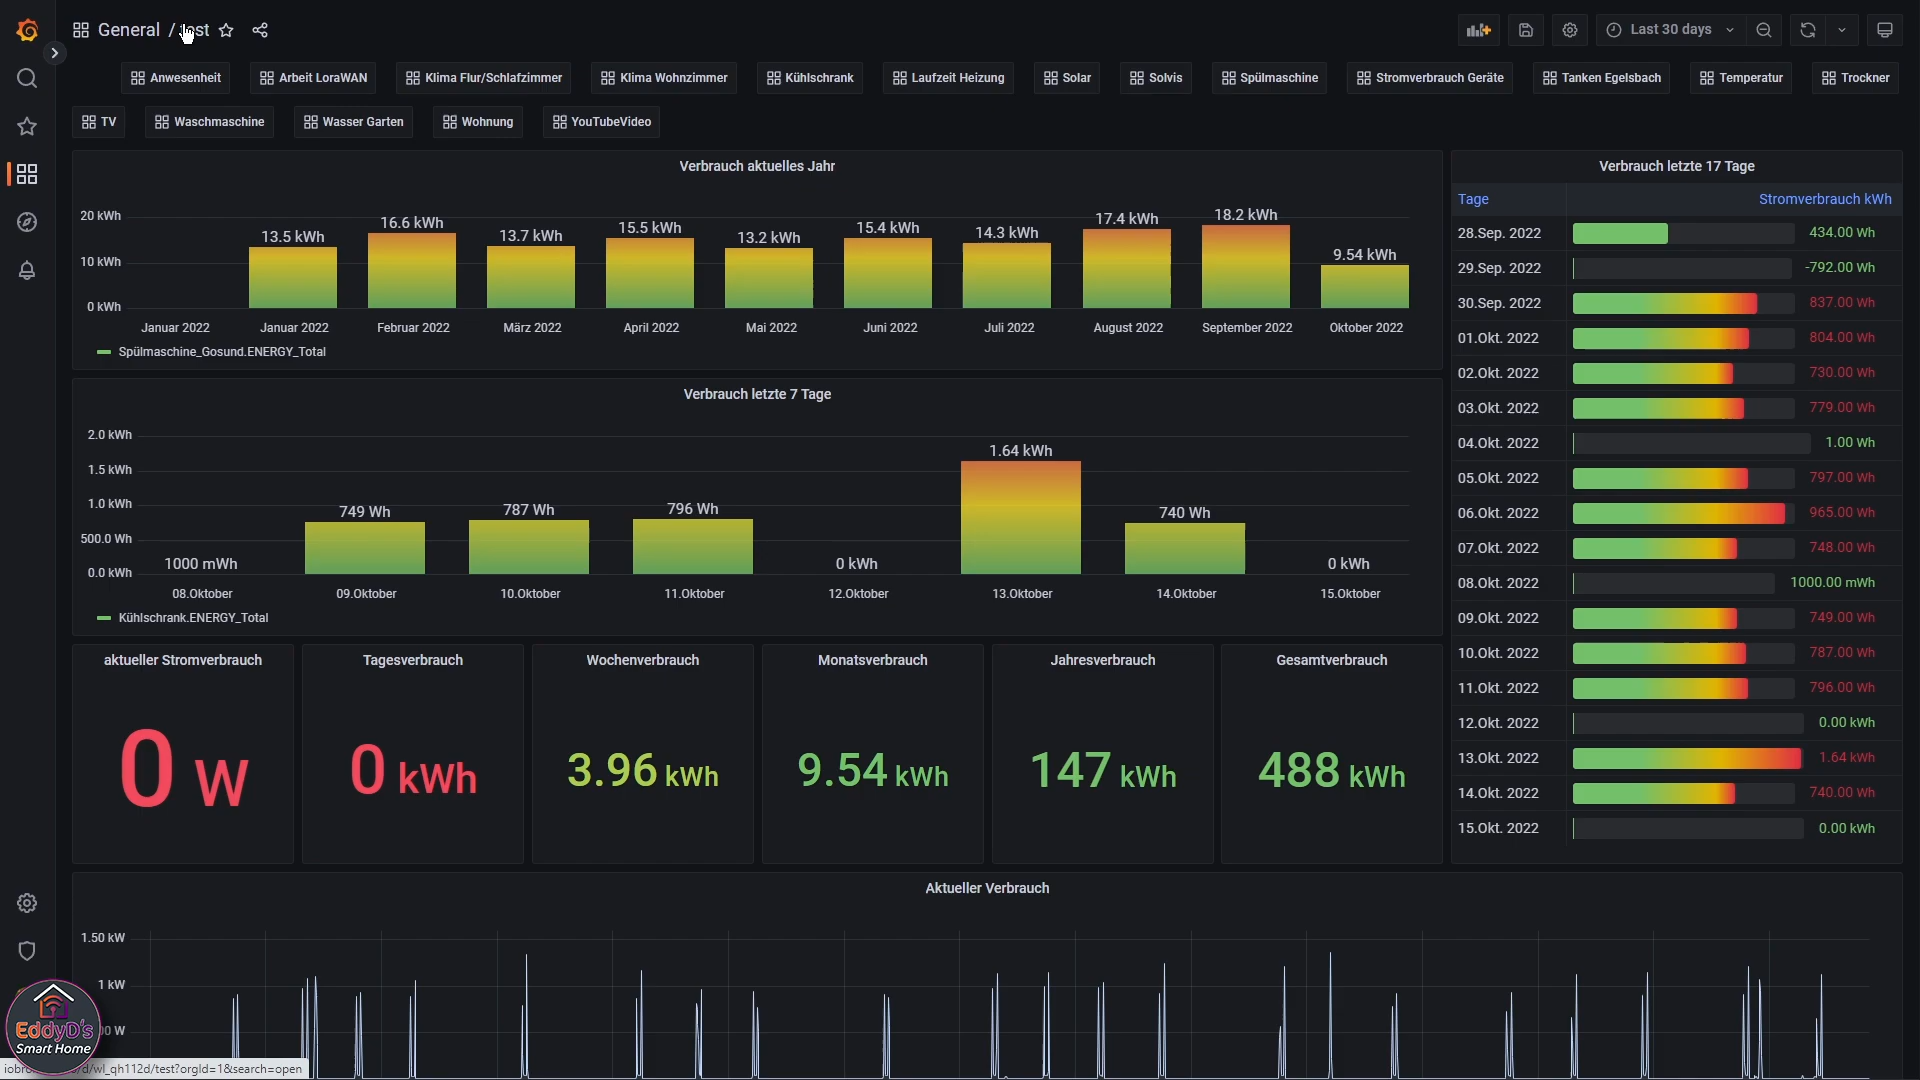 General / test
Last 30 days
Anwesenheit
Arbeit LoraWAN
Klima Flur/Schlafzimmer
Klima Wohnzimmer
Kühlschrank
Laufzeit Heizung
Solar
Solvis
Spülmaschine
Stromverbrauch Geräte
Tanken Egelsbach
Temperatur
Trockner
TV
Waschmaschine
Wasser Garten
Wohnung
YouTubeVideo
Verbrauch aktuelles Jahr
20 kWh
10 kWh
0 kWh
13.5 kWh
16.6 kWh
13.7 kWh
15.5 kWh
13.2 kWh
15.4 kWh
14.3 kWh
17.4 kWh
18.2 kWh
9.54 kWh
Januar 2022
Januar 2022
Februar 2022
März 2022
April 2022
Mai 2022
Juni 2022
Juli 2022
August 2022
September 2022
Oktober 2022
Spülmaschine_Gosund.ENERGY_Total
Verbrauch letzte 7 Tage
2.0 kWh
1.5 kWh
1.0 kWh
500.0 Wh
0.0 kWh
1000 mWh
749 Wh
787 Wh
796 Wh
0 kWh
1.64 kWh
740 Wh
0 kWh
08.Oktober
09.Oktober
10.Oktober
11.Oktober
12.Oktober
13.Oktober
14.Oktober
15.Oktober
Kühlschrank.ENERGY_Total
aktueller Stromverbrauch
0 W
Tagesverbrauch
0 kWh
Wochenverbrauch
3.96 kWh
Monatsverbrauch
9.54 kWh
Jahresverbrauch
147 kWh
Gesamtverbrauch
488 kWh
Verbrauch letzte 17 Tage
Tage Stromverbrauch kWh
28.Sep. 2022 434.00 Wh
29.Sep. 2022 -792.00 Wh
30.Sep. 2022 837.00 Wh
01.Okt. 2022 804.00 Wh
02.Okt. 2022 730.00 Wh
03.Okt. 2022 779.00 Wh
04.Okt. 2022 1.00 Wh
05.Okt. 2022 797.00 Wh
06.Okt. 2022 965.00 Wh
07.Okt. 2022 748.00 Wh
08.Okt. 2022 1000.00 mWh
09.Okt. 2022 749.00 Wh
10.Okt. 2022 787.00 Wh
11.Okt. 2022 796.00 Wh
12.Okt. 2022 0.00 kWh
13.Okt. 2022 1.64 kWh
14.Okt. 2022 740.00 Wh
15.Okt. 2022 0.00 kWh
Aktueller Verbrauch
1.50 kW
1 kW
00 W
EddyD's
Smart Home
iobro d/wl_qh112d/test?orgId=1&search=open